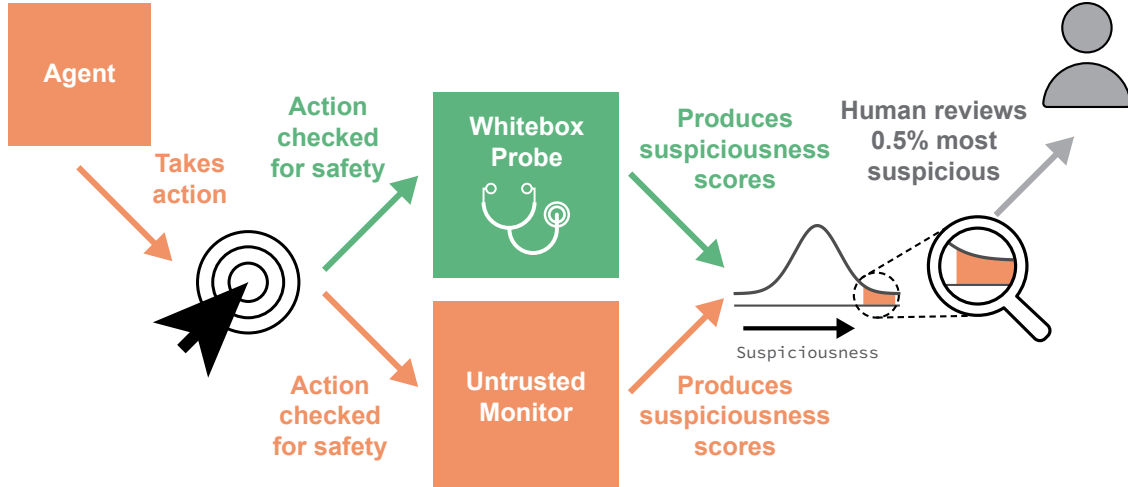 Agent
Takes
action
Action
checked
for safety
Whitebox
Probe
Produces
suspiciousness
scores
Human reviews
0.5% most
suspicious
Suspiciousness
Action
checked
for safety
Untrusted
Monitor
Produces
suspiciousness
scores